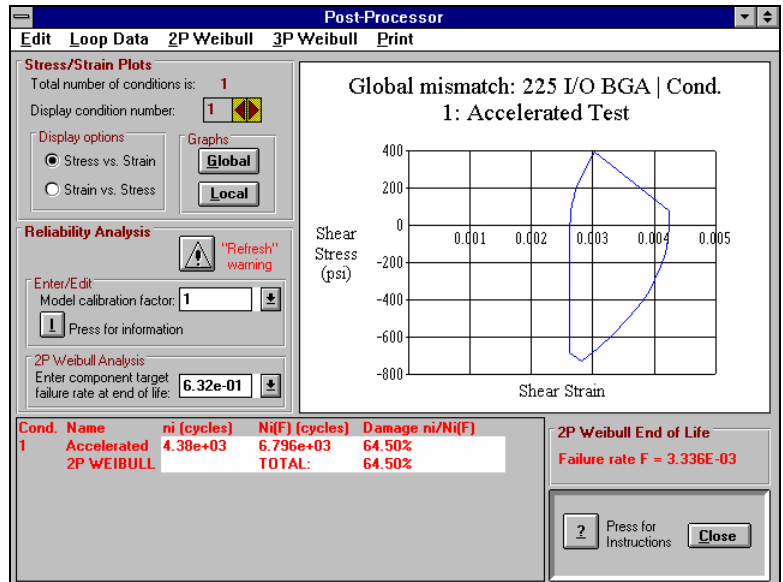 Post-Processor
Edit Loop Data 2P Weibull 3P Weibull Print
Stress/Strain Plots
Total number of conditions is: 1
Display condition number: 1
Display options
Stress vs. Strain
Strain vs. Stress
Graphs
Global
Local
Reliability Analysis
"Refresh"
warning
Enter/Edit
Model calibration factor: 1
I Press for information
2P Weibull Analysis
Enter component target
failure rate at end of life: 6.32e-01
Global mismatch: 225 I/O BGA | Cond.
1: Accelerated Test
400
200
0
-200
-400
-600
-800
0.001 0.002 0.003 0.004 0.005
Shear
Stress
(psi)
Shear Strain
Cond. Name ni (cycles) Ni(F) (cycles) Damage ni/Ni(F)
1 Accelerated 4.38e+03 6.796e+03 64.50%
2P WEIBULL TOTAL: 64.50%
2P Weibull End of Life
Failure rate F = 3.336E-03
? Press for
Instructions
Close